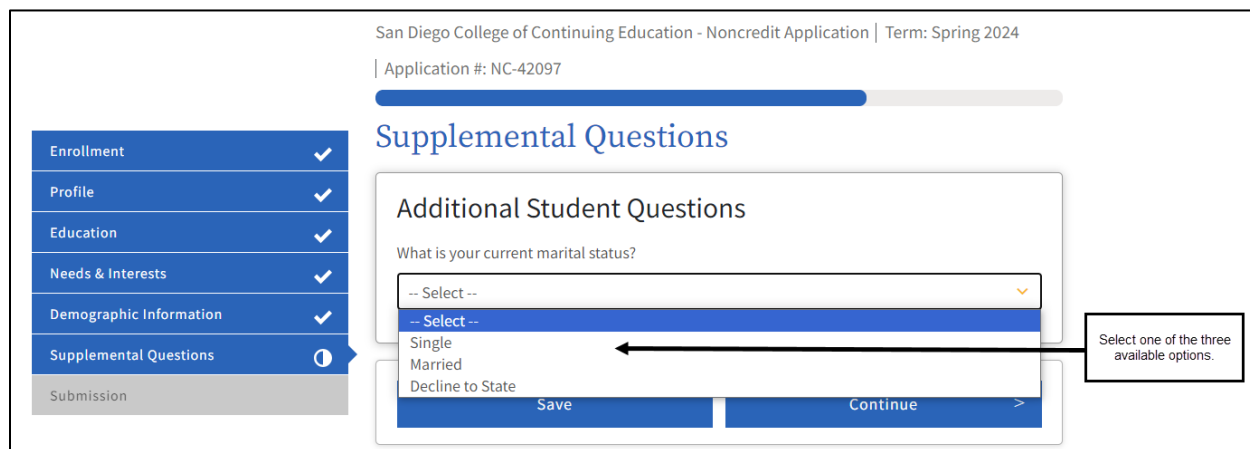 San Diego College of Continuing Education - Noncredit Application | Term: Spring 2024
| Application #: NC-42097
Enrollment
Profile
Education
Needs & Interests
Demographic Information
Supplemental Questions
Submission
Supplemental Questions
Additional Student Questions
What is your current marital status?
-- Select --
-- Select --
Single
Married
Decline to State
Save
Continue >
Select one of the three
available options.